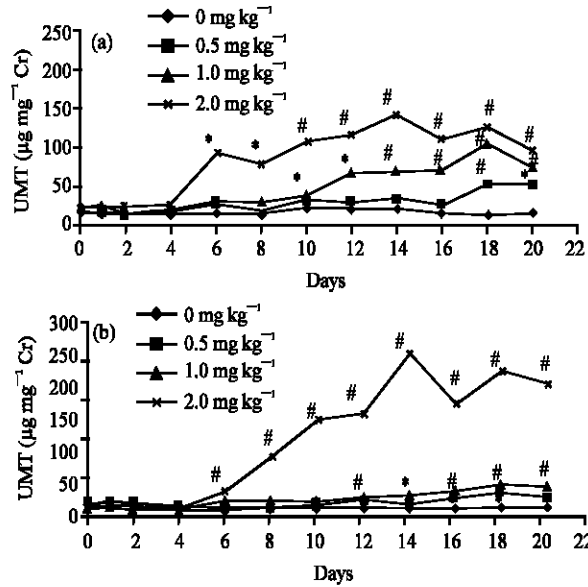 (a)
0 mg kg⁻¹
0.5 mg kg⁻¹
1.0 mg kg⁻¹
2.0 mg kg⁻¹
UMT (µg mg⁻¹ Cr)
250
200
150
100
50
0
* * # # # # # #
* * # # # #
# *
0 2 4 6 8 10 12 14 16 18 20 22
Days
(b)
0 mg kg⁻¹
0.5 mg kg⁻¹
1.0 mg kg⁻¹
2.0 mg kg⁻¹
UMT (µg mg⁻¹ Cr)
300
250
200
50
0
# # # # # # # #
# * # # #
0 2 4 6 8 10 12 14 16 18 20 22
Days